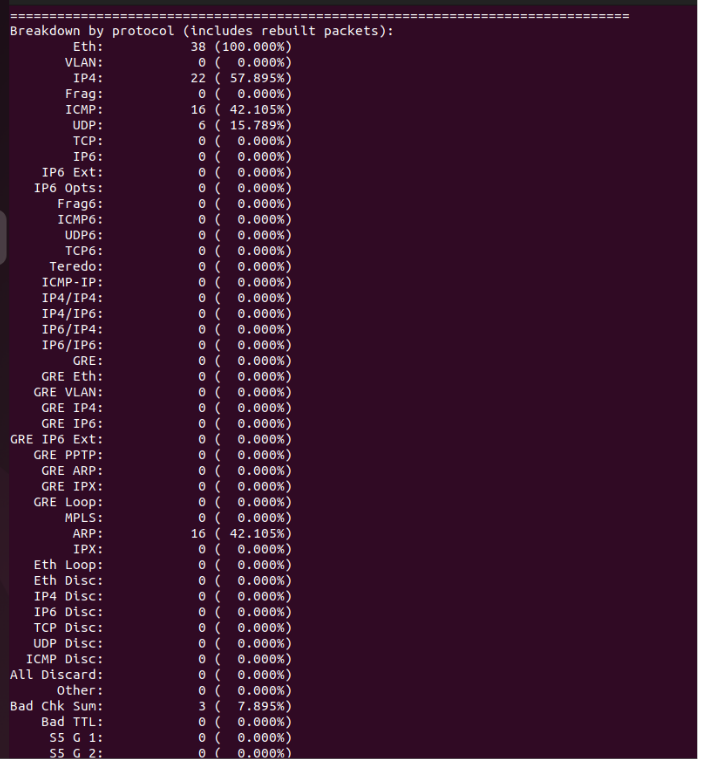 ===============================================================================
Breakdown by protocol (includes rebuilt packets):
        Eth:           38 (100.000%)
       VLAN:            0 (  0.000%)
        IP4:           22 ( 57.895%)
       Frag:            0 (  0.000%)
       ICMP:           16 ( 42.105%)
        UDP:            6 ( 15.789%)
        TCP:            0 (  0.000%)
        IP6:            0 (  0.000%)
    IP6 Ext:            0 (  0.000%)
   IP6 Opts:            0 (  0.000%)
      Frag6:            0 (  0.000%)
      ICMP6:            0 (  0.000%)
       UDP6:            0 (  0.000%)
       TCP6:            0 (  0.000%)
     Teredo:            0 (  0.000%)
    ICMP-IP:            0 (  0.000%)
    IP4/IP4:            0 (  0.000%)
    IP4/IP6:            0 (  0.000%)
    IP6/IP4:            0 (  0.000%)
    IP6/IP6:            0 (  0.000%)
        GRE:            0 (  0.000%)
    GRE Eth:            0 (  0.000%)
   GRE VLAN:            0 (  0.000%)
    GRE IP4:            0 (  0.000%)
    GRE IP6:            0 (  0.000%)
GRE IP6 Ext:            0 (  0.000%)
   GRE PPTP:            0 (  0.000%)
    GRE ARP:            0 (  0.000%)
    GRE IPX:            0 (  0.000%)
   GRE Loop:            0 (  0.000%)
       MPLS:            0 (  0.000%)
        ARP:           16 ( 42.105%)
        IPX:            0 (  0.000%)
   Eth Loop:            0 (  0.000%)
   Eth Disc:            0 (  0.000%)
   IP4 Disc:            0 (  0.000%)
   IP6 Disc:            0 (  0.000%)
   TCP Disc:            0 (  0.000%)
   UDP Disc:            0 (  0.000%)
  ICMP Disc:            0 (  0.000%)
All Discard:            0 (  0.000%)
      Other:            0 (  0.000%)
Bad Chk Sum:            3 (  7.895%)
    Bad TTL:            0 (  0.000%)
     S5 G 1:            0 (  0.000%)
     S5 G 2:            0 (  0.000%)